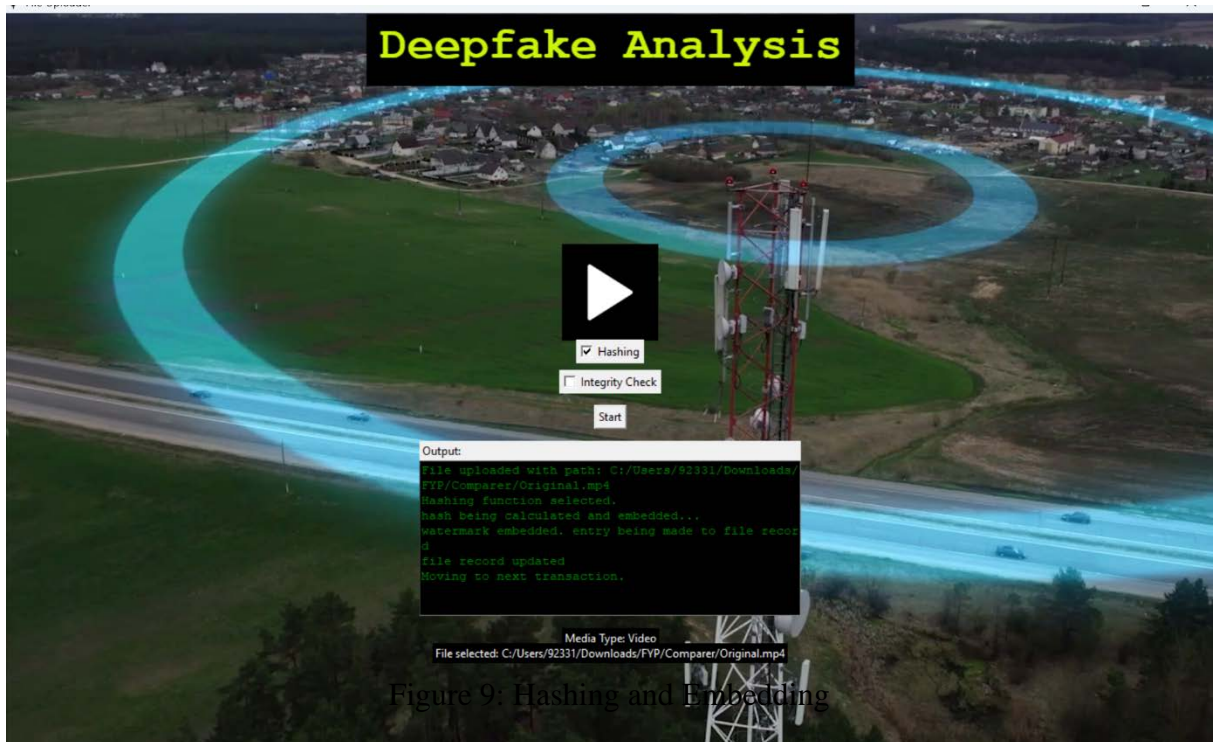 Deepfake Analysis
Hashing
Integrity Check
Start
Output:
File uploaded with path: C:/Users/92331/Downloads/
FYP/Comparer/Original.mp4
Hashing function selected.
hash being calculated and embedded...
watermark embedded. entry being made to file recor
d
file record updated
Moving to next transaction.
Media Type: Video
File selected: C:/Users/92331/Downloads/FYP/Comparer/Original.mp4
Figure 9: Hashing and Embedding